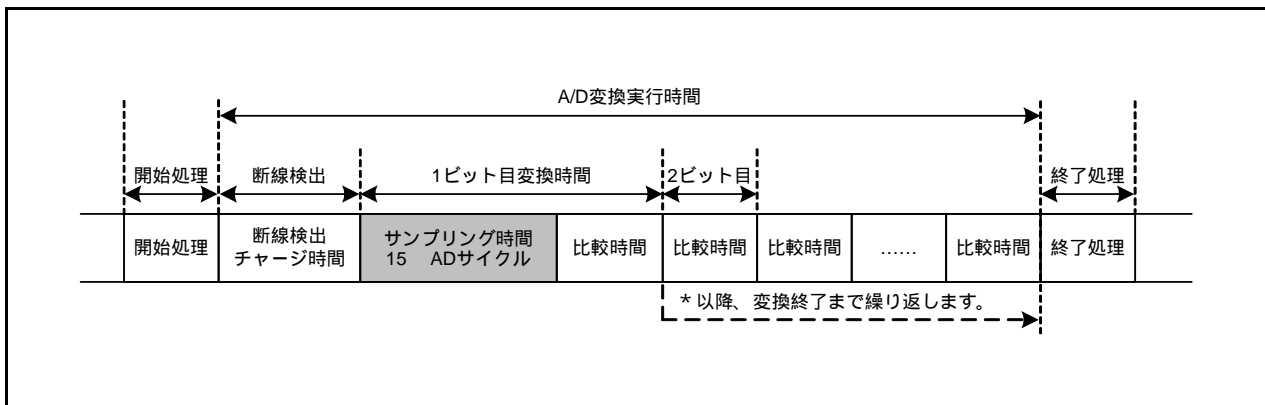 A/D変換実行時間
開始処理 断線検出 1ビット目変換時間 2ビット目 終了処理
開始処理 断線検出 チャージ時間 サンプリング時間 15 ADサイクル 比較時間 比較時間 比較時間 …… 比較時間 終了処理
*以降、変換終了まで繰り返します。